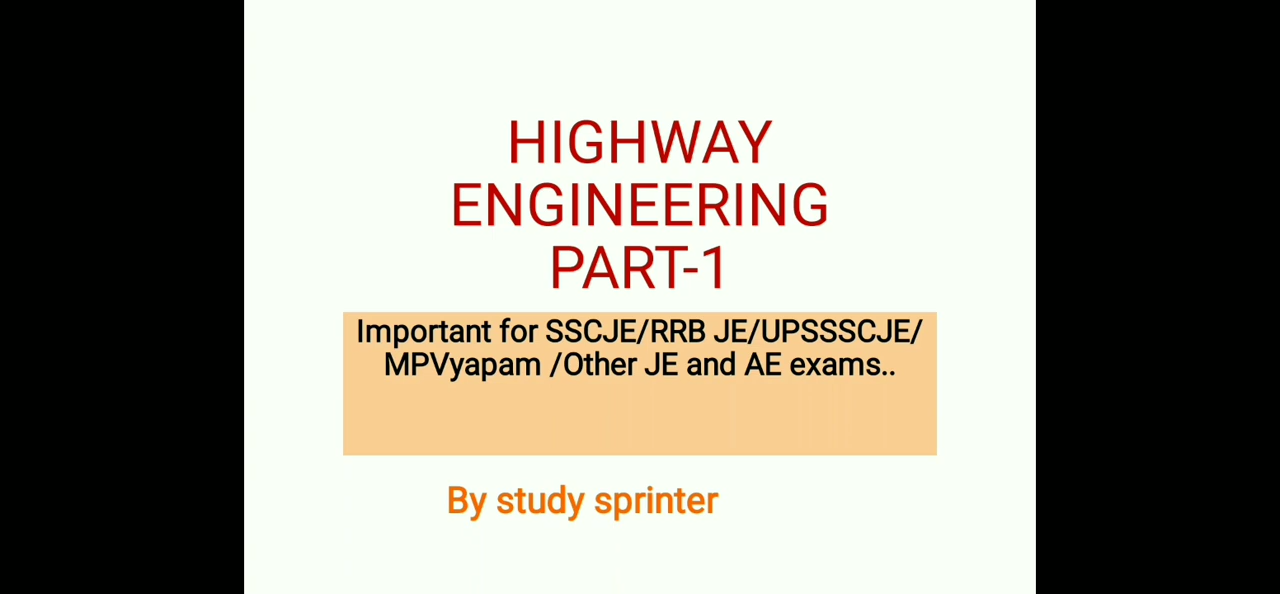 HIGHWAY
ENGINEERING
PART-1
Important for SSCJE/RRB JE/UPSSSCJE/
MPVyapam /Other JE and AE exams..
By study sprinter